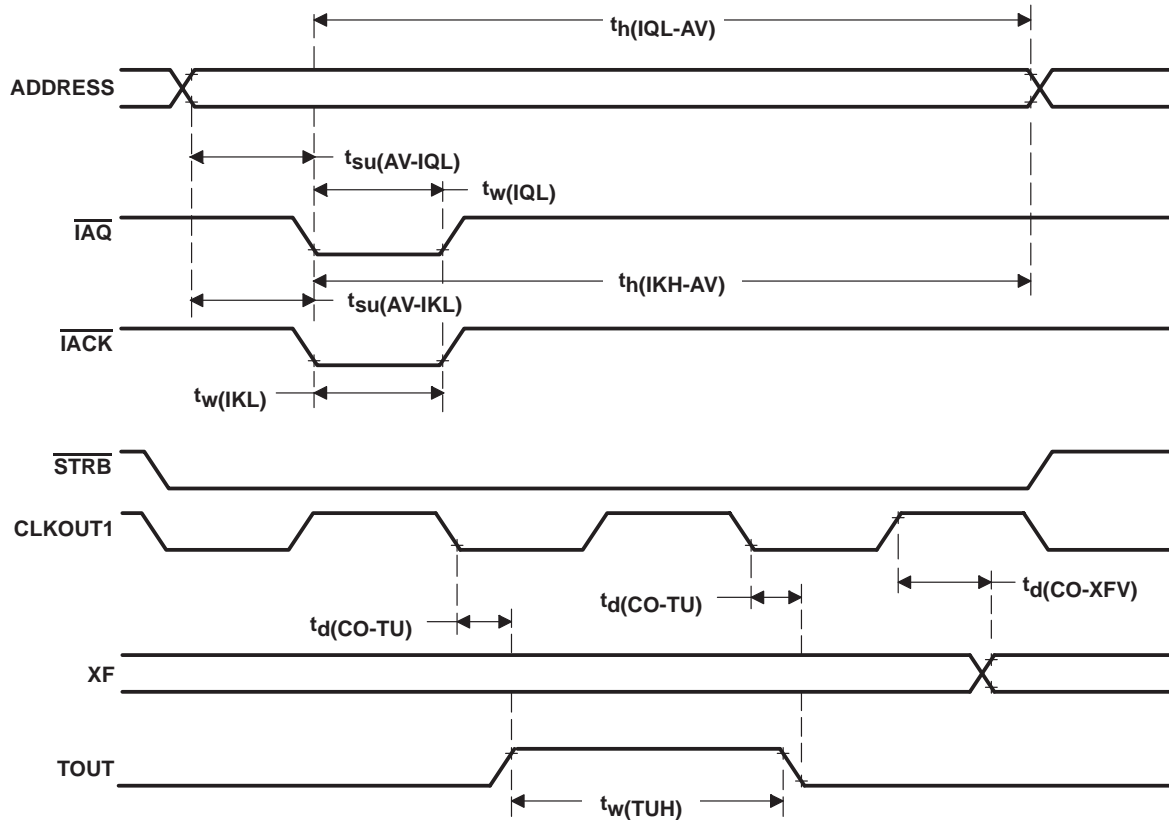 th(IQL-AV)
ADDRESS
tsu(AV-IQL)
tw(IQL)
IAQ
th(IKH-AV)
tsu(AV-IKL)
IACK
tw(IKL)
STRB
CLKOUT1
td(CO-XFV)
td(CO-TU)
td(CO-TU)
XF
TOUT
tw(TUH)